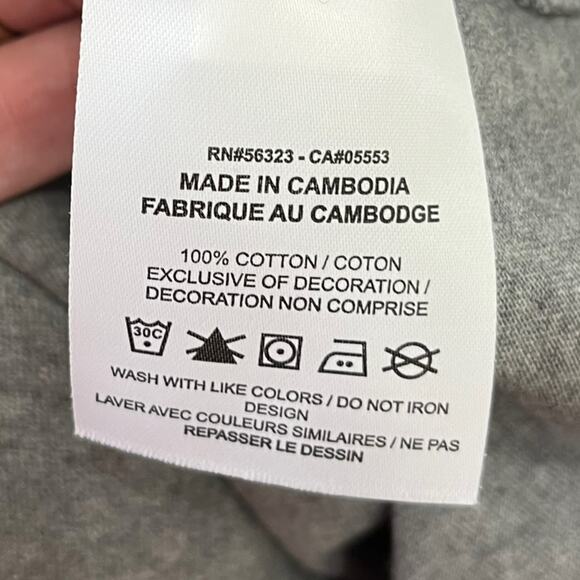 RN#56323 - CA#05553
MADE IN CAMBODIA
FABRIQUE AU CAMBODGE
100% COTTON / COTON
EXCLUSIVE OF DECORATION /
DECORATION NON COMPRISE
30C
WASH WITH LIKE COLORS / DO NOT IRON
DESIGN
LAVER AVEC COULEURS SIMILAIRES / NE PAS
REPASSER LE DESSIN